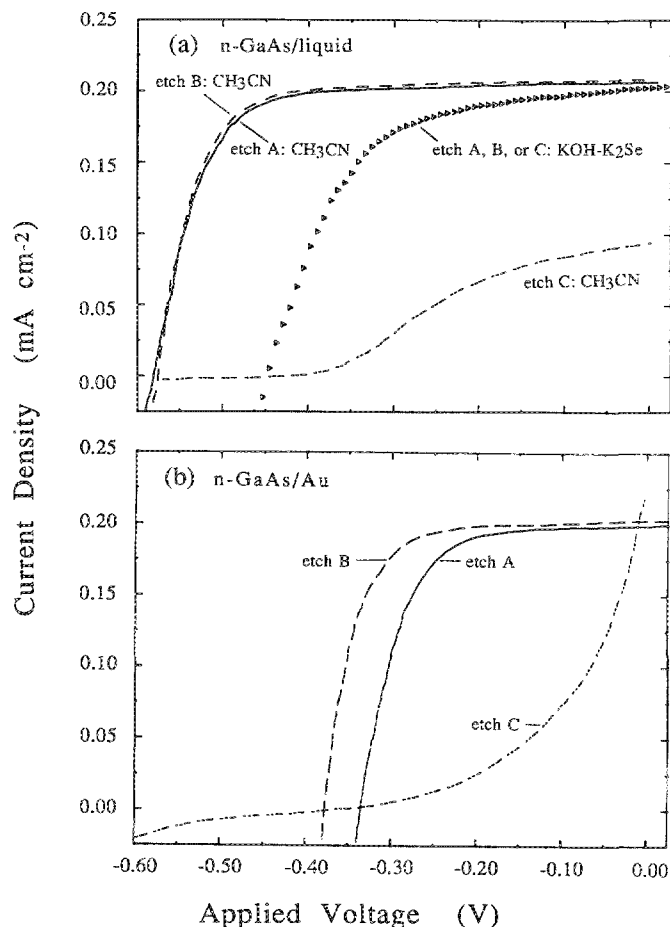 (a) n-GaAs/liquid
0.20
etch B: CH3CN
etch A: CH3CN
etch A, B, or C: KOH-K2Se
0.15
0.10
etch C: CH3CN
0.05
0.00
Current Density (mA cm-2)
0.25
(b) n-GaAs/Au
0.20
etch B
etch A
0.15
0.10
etch C
0.05
0.00
-0.60
-0.50
-0.40
-0.30
-0.20
-0.10
0.00
Applied Voltage (V)